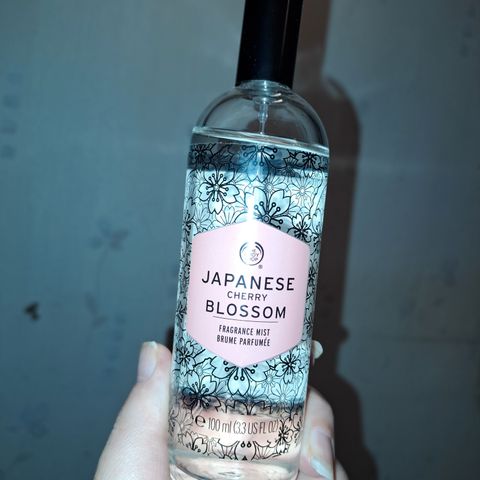 JAPANESE
CHERRY
BLOSSOM
FRAGRANCE MIST
BRUME PARFUMÉE
℮ 100 ml (3.3 US FL OZ)